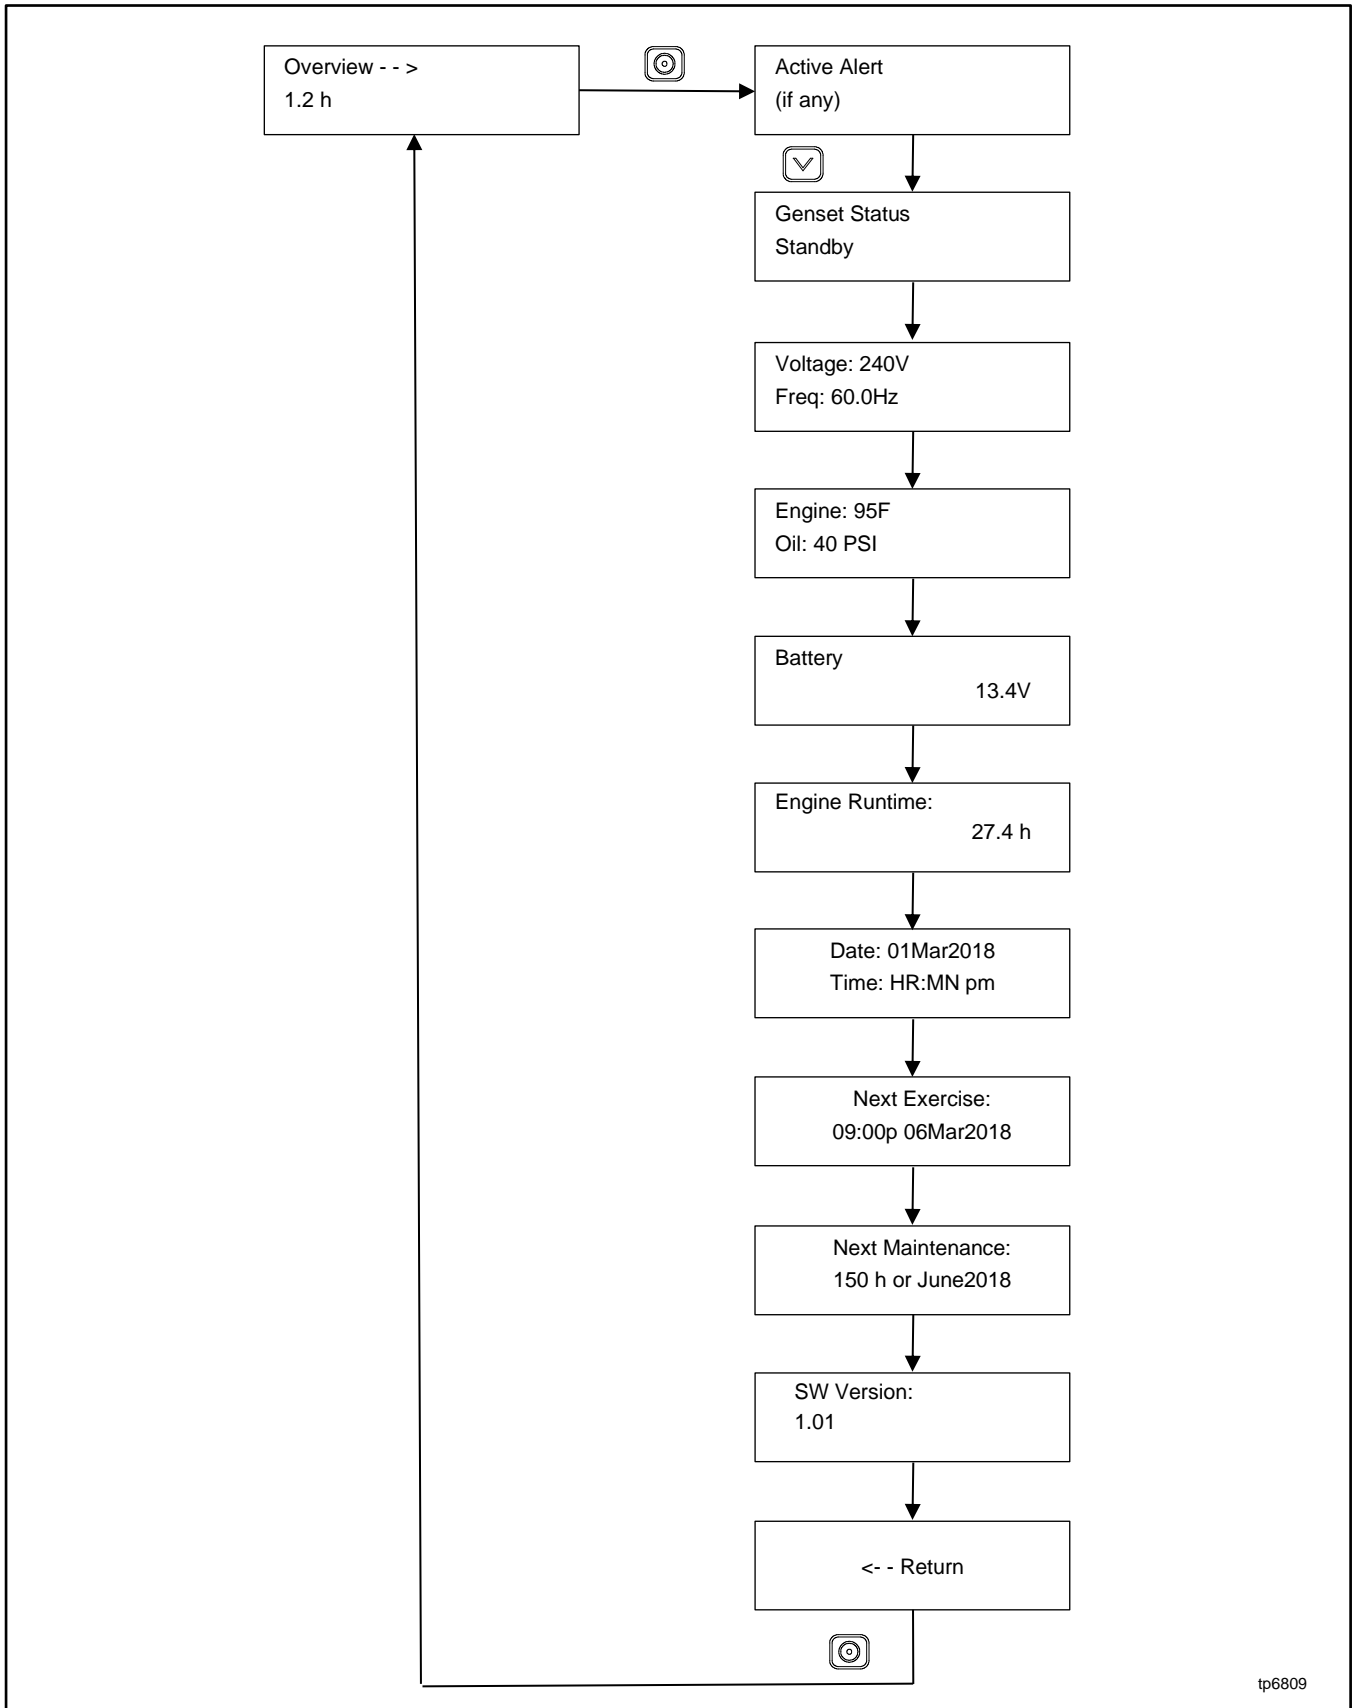 Overview - - >
1.2 h
Active Alert
(if any)
Genset Status
Standby
Voltage: 240V
Freq: 60.0Hz
Engine: 95F
Oil: 40 PSI
Battery
13.4V
Engine Runtime:
27.4 h
Date: 01Mar2018
Time: HR:MN pm
Next Exercise:
09:00p 06Mar2018
Next Maintenance:
150 h or June2018
SW Version:
1.01
<- - Return
tp6809